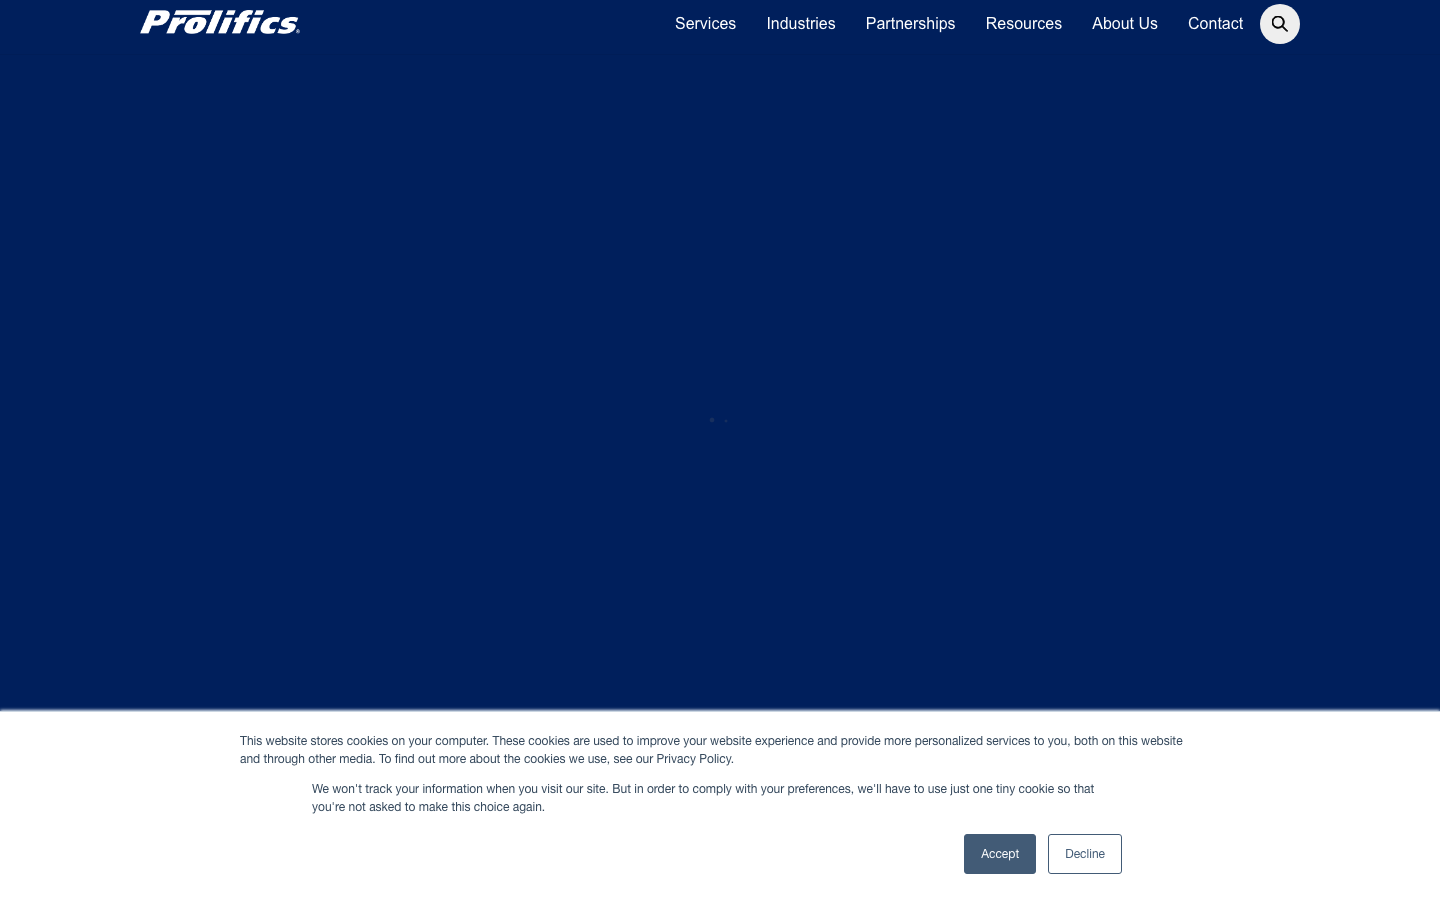 Prolifics®
Services
Industries
Partnerships
Resources
About Us
Contact
This website stores cookies on your computer. These cookies are used to improve your website experience and provide more personalized services to you, both on this website
and through other media. To find out more about the cookies we use, see our Privacy Policy.
We won't track your information when you visit our site. But in order to comply with your preferences, we'll have to use just one tiny cookie so that
you're not asked to make this choice again.
Accept
Decline